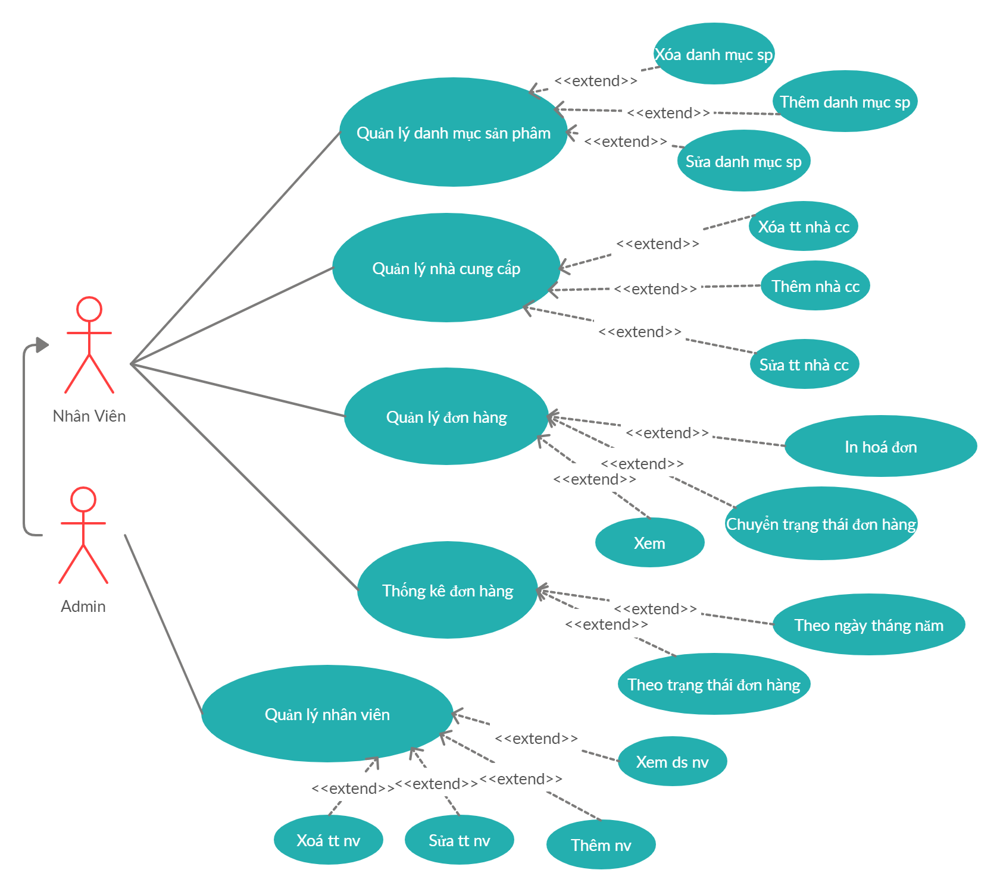 Xóa danh mục sp
<<extend>>
Thêm danh mục sp
<<extend>>
Quản lý danh mục sản phâm
<<extend>>
Sửa danh mục sp
Xóa tt nhà cc
<<extend>>
Quản lý nhà cung cấp
Thêm nhà cc
<<extend>>
<<extend>>
Sửa tt nhà cc
Nhân Viên
Quản lý đơn hàng
<<extend>>
In hoá đơn
<<extend>>
<<extend>>
Chuyển trạng thái đơn hàng
Xem
Thống kê đơn hàng
Admin
<<extend>>
<<extend>>
Theo ngày tháng năm
Theo trạng thái đơn hàng
Quản lý nhân viên
<<extend>>
Xem ds nv
<<extend>>
<<extend>>
<<extend>>
Xoá tt nv
Sửa tt nv
Thêm nv